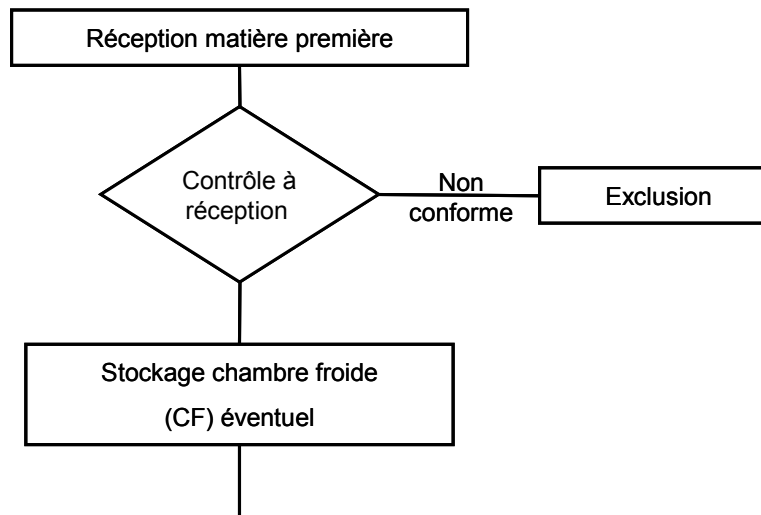 Réception matière première
Contrôle à
réception
Non
conforme
Exclusion
Stockage chambre froide
(CF) éventuel